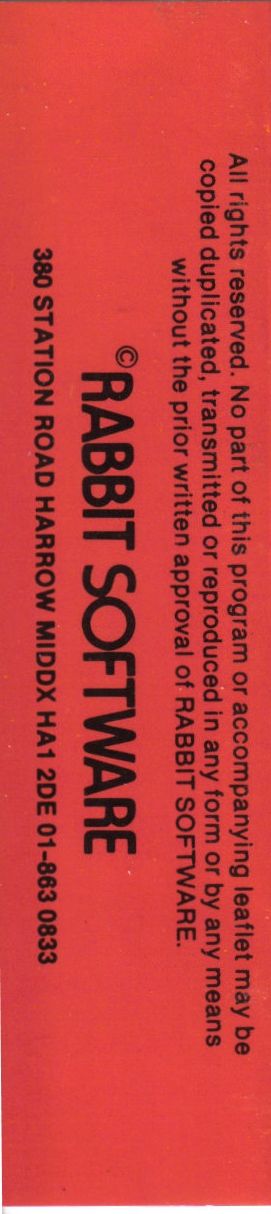 All rights reserved. No part of this program or accompanying leaflet may be
copied duplicated, transmitted or reproduced in any form or by any means
without the prior written approval of RABBIT SOFTWARE.
© RABBIT SOFTWARE
380 STATION ROAD HARROW MIDDX HA1 2DE 01-863 0833